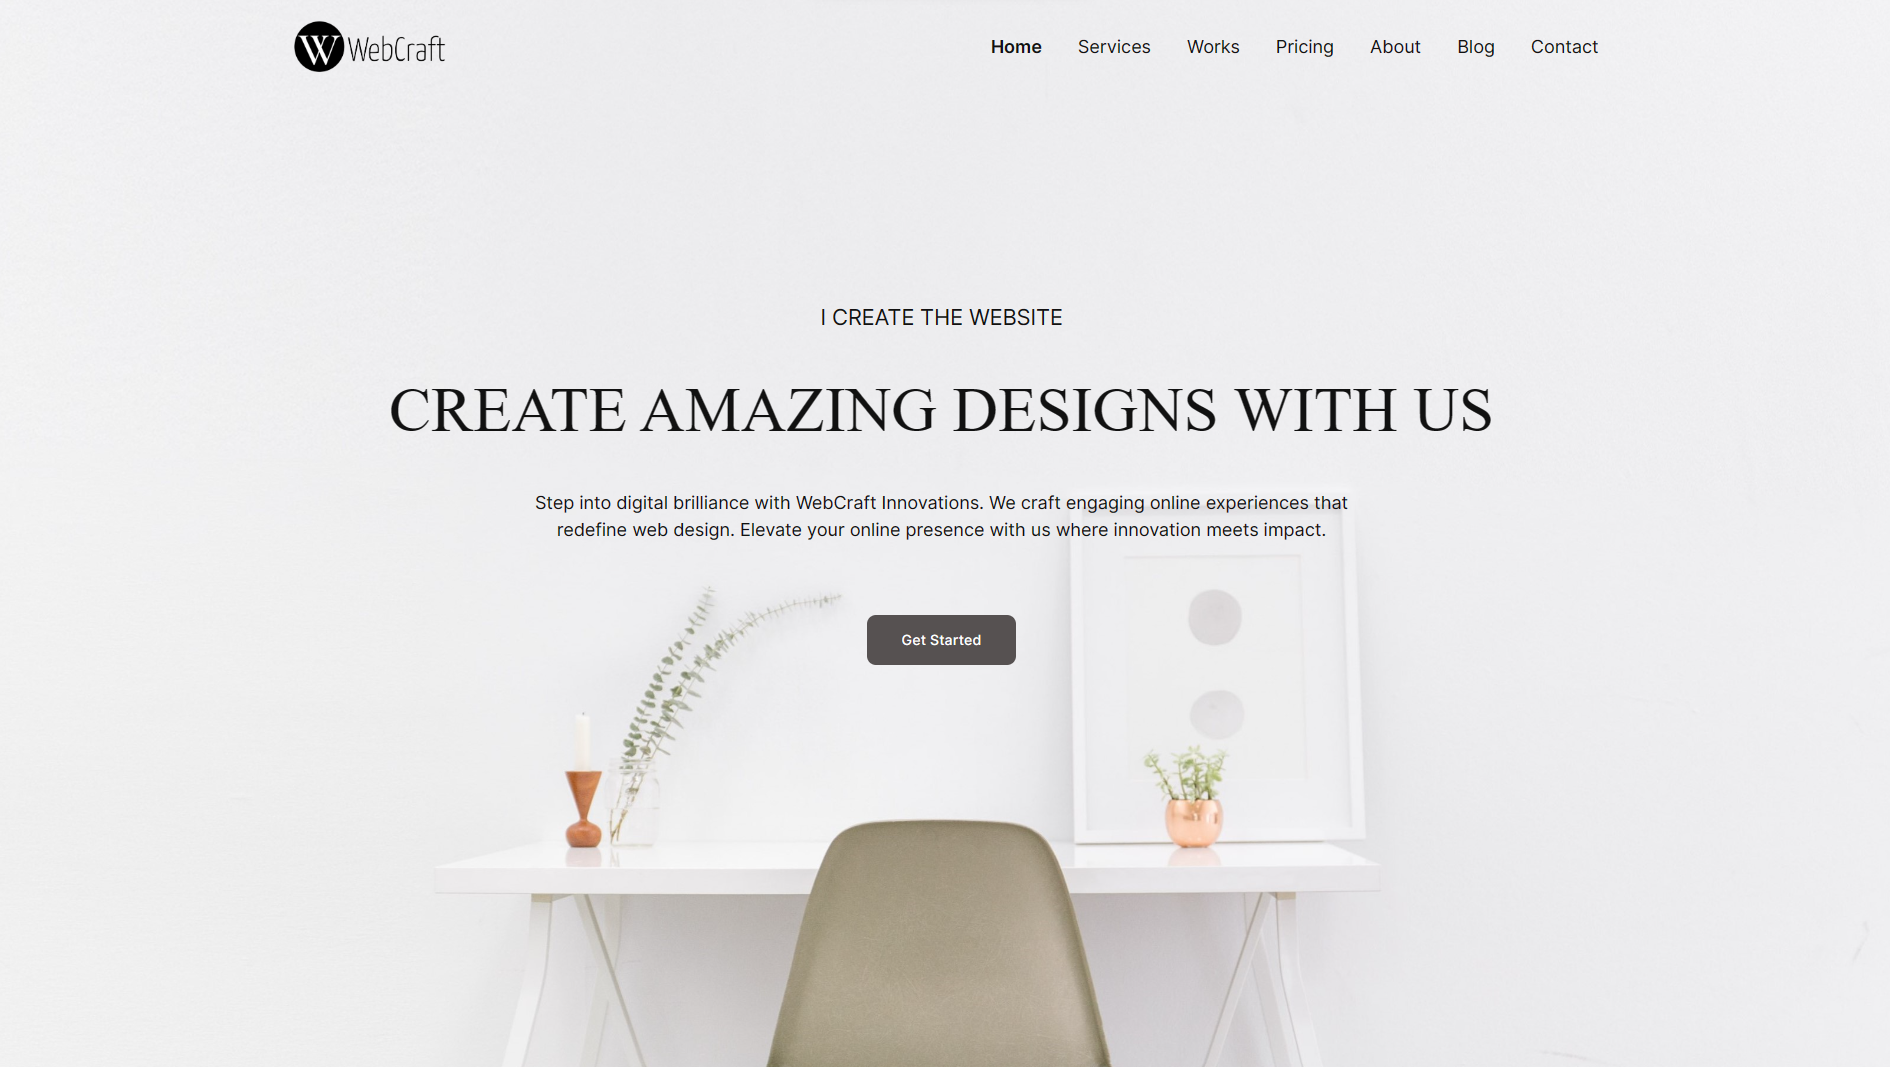 W WebCraft
Home Services Works Pricing About Blog Contact
I CREATE THE WEBSITE
CREATE AMAZING DESIGNS WITH US
Step into digital brilliance with WebCraft Innovations. We craft engaging online experiences that
redefine web design. Elevate your online presence with us where innovation meets impact.
Get Started